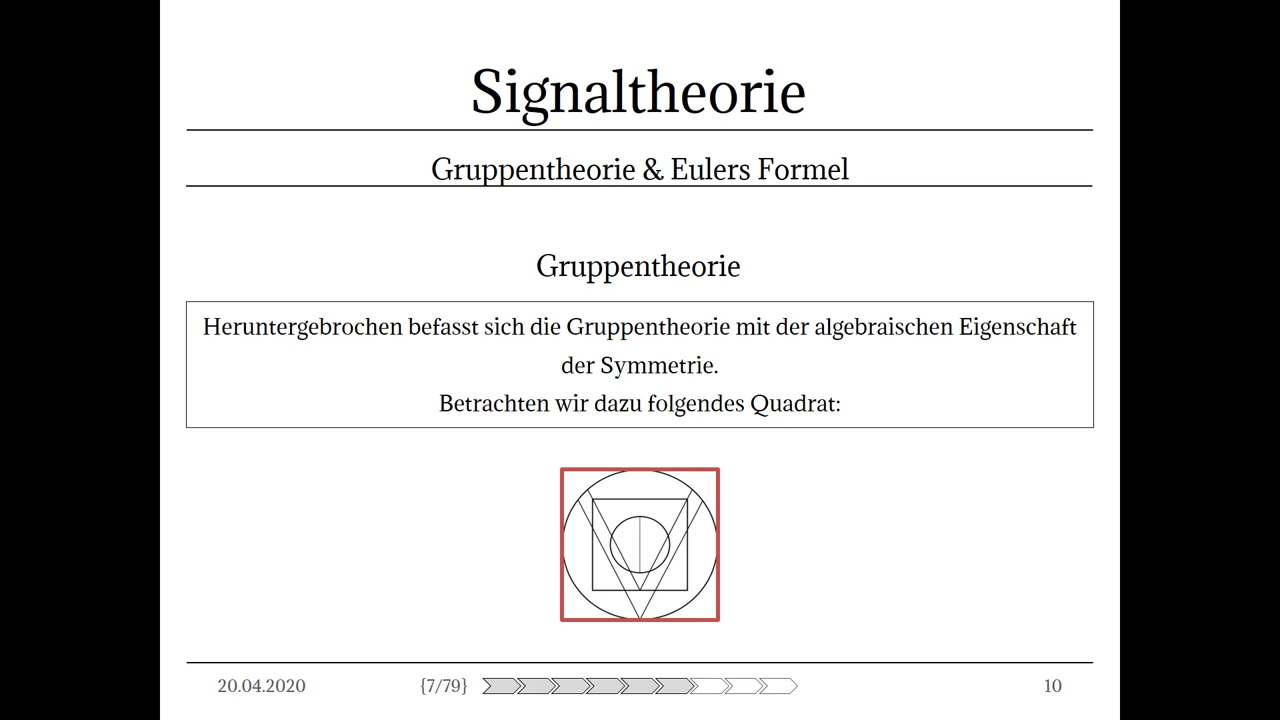 Signaltheorie
Gruppentheorie & Eulers Formel
Gruppentheorie
Heruntergebrochen befasst sich die Gruppentheorie mit der algebraischen Eigenschaft
der Symmetrie.
Betrachten wir dazu folgendes Quadrat:
20.04.2020 {7/79} 10